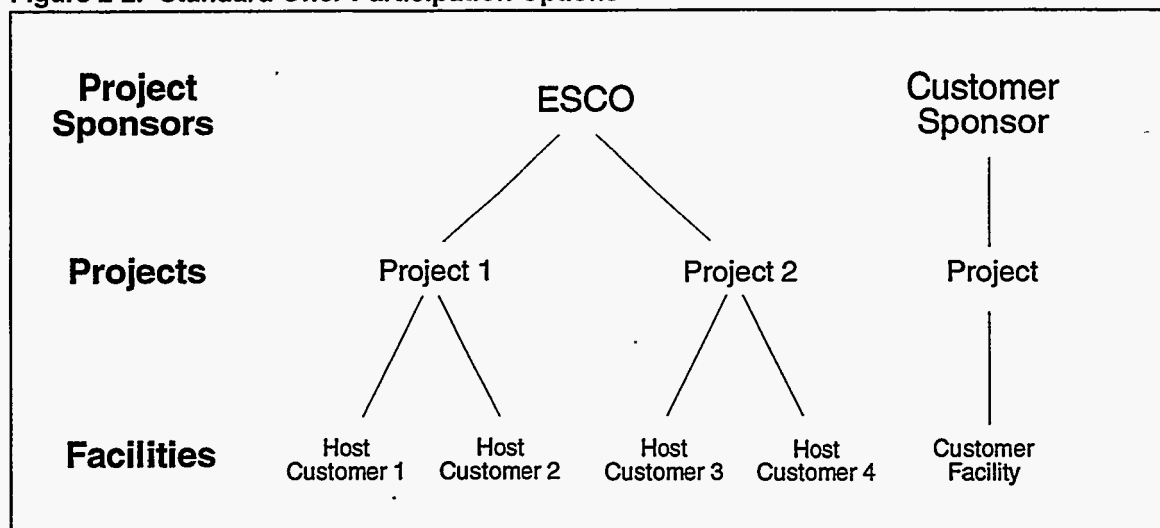 Figure 2-2. Standard Offer Participation Options
Project
Sponsors
ESCO
Customer
Sponsor
Projects
Project 1
Project 2
Project
Facilities
Host
Customer 1
Host
Customer 2
Host
Customer 3
Host
Customer 4
Customer
Facility